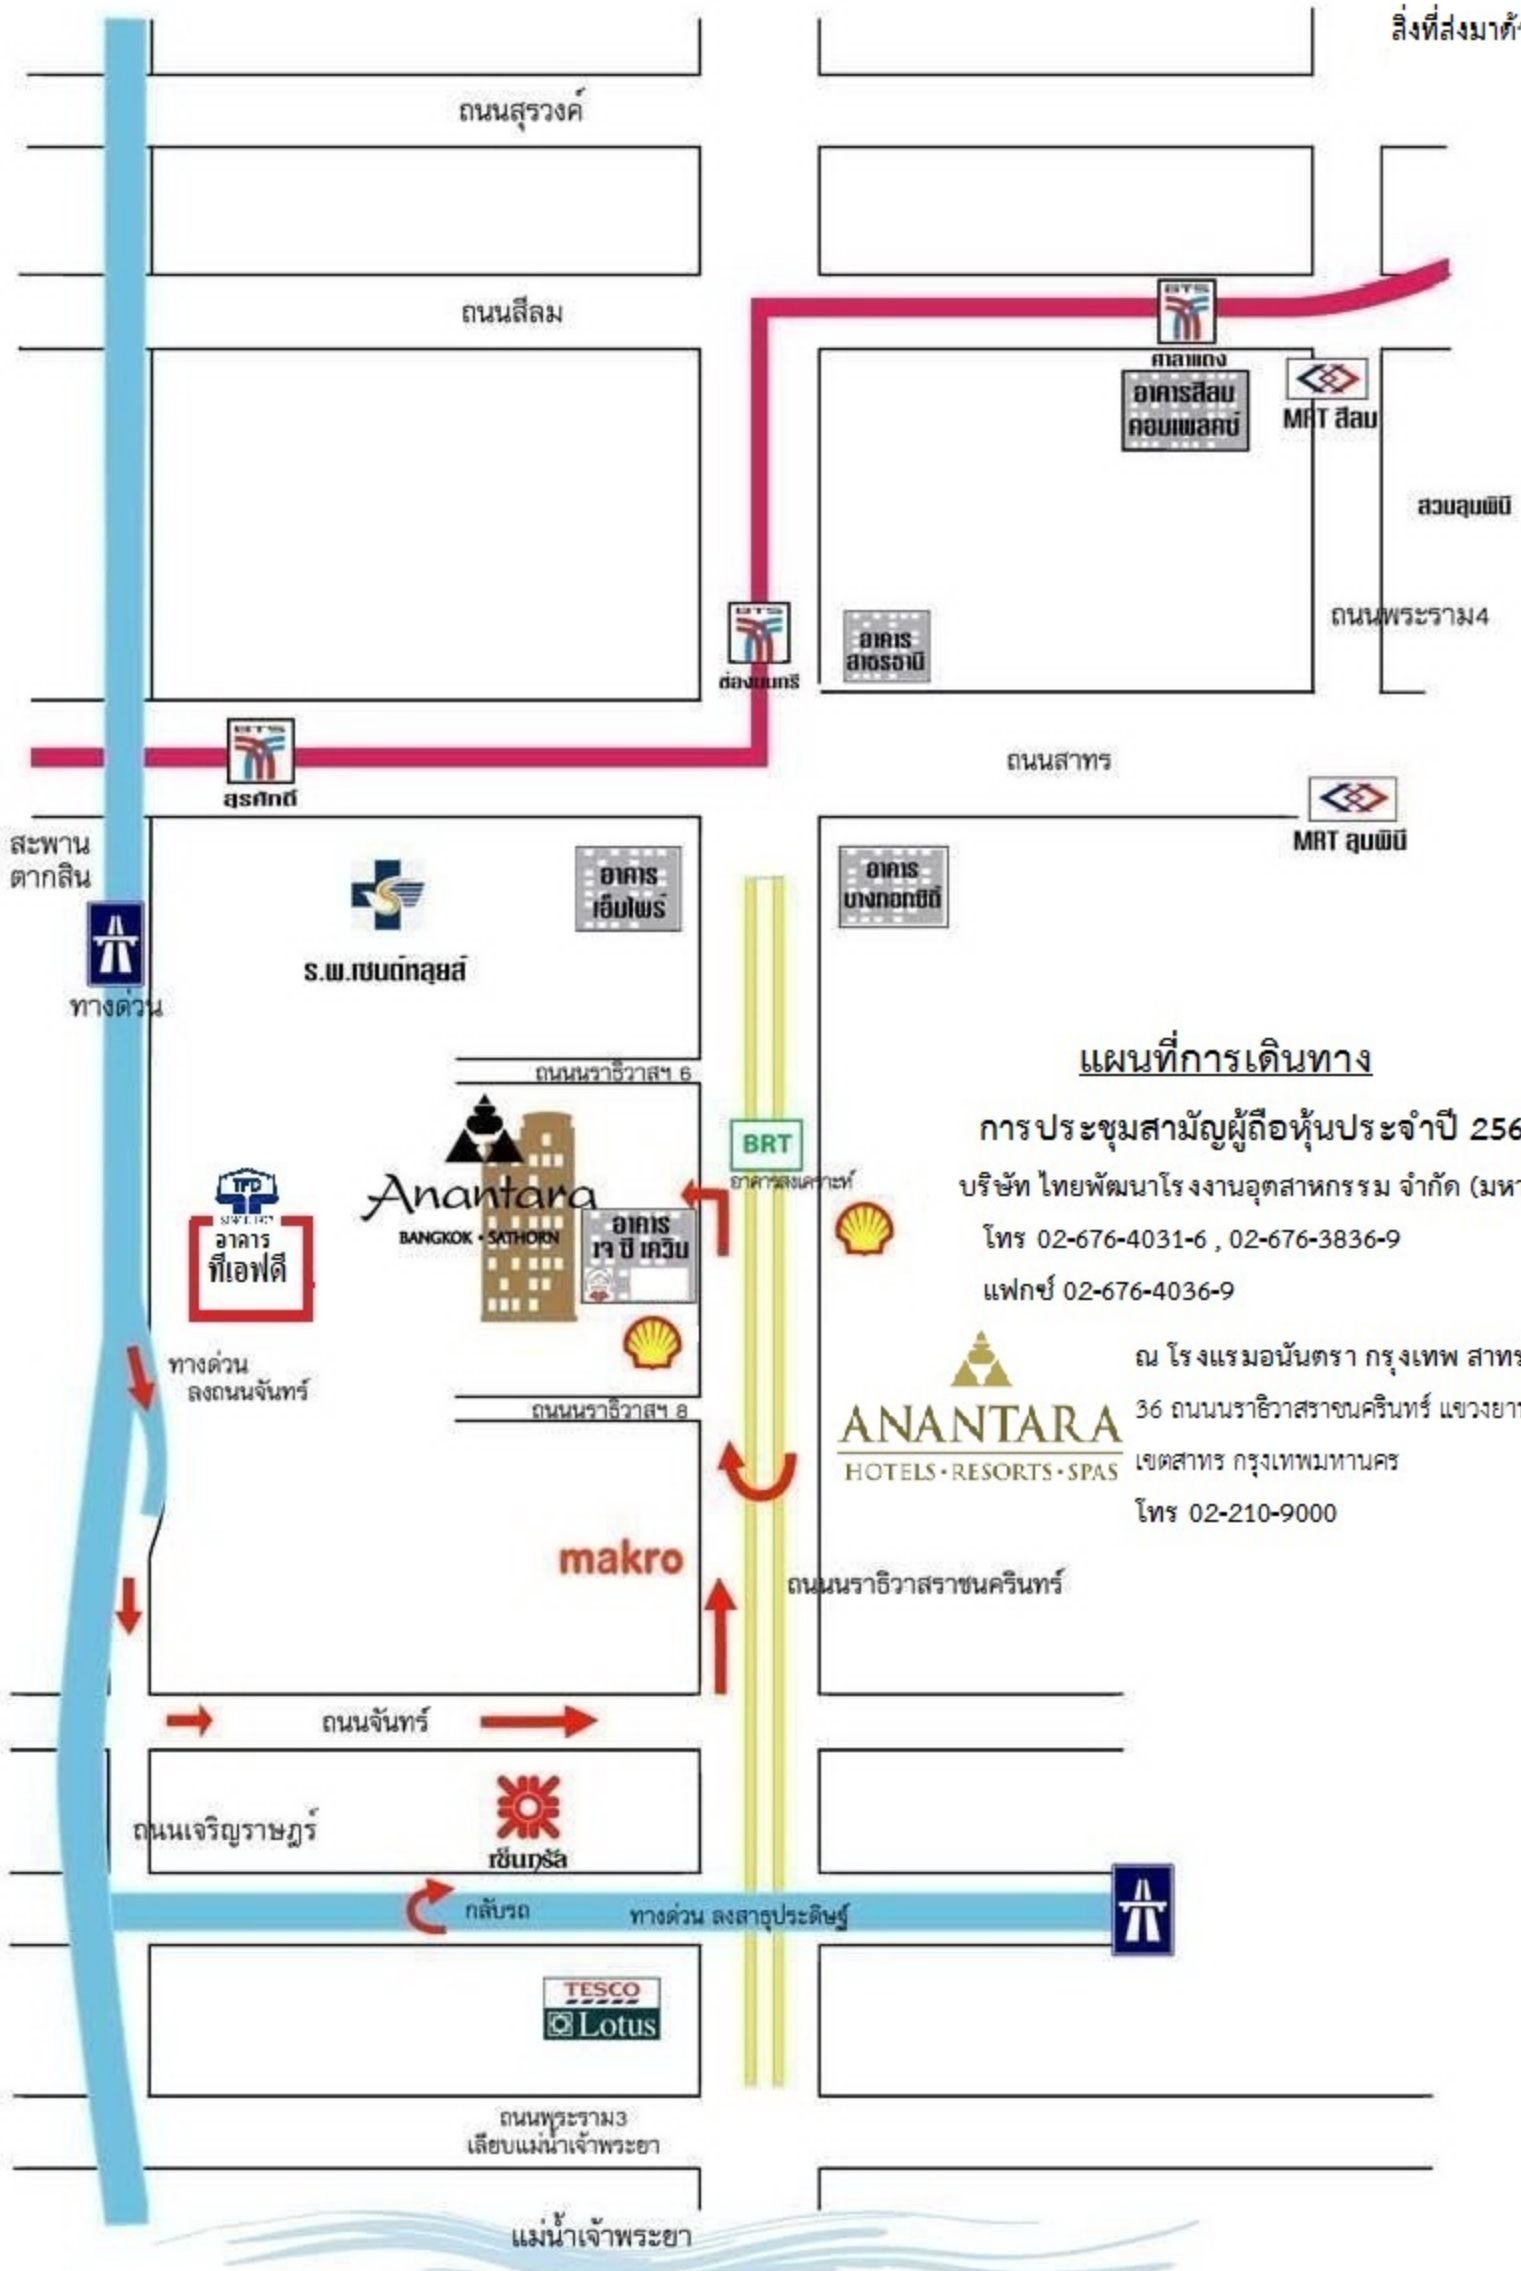 สิ่งที่ส่งมาด้
ถนนสุรวงค์
ถนนสีลม
BTS
ศาลาแดง
อาคารสีลม
คอมเพลคซ์
MRT สีลม
สวนลุมพินี
ถนนพระราม4
BTS
ช่องนนทรี
อาคาร
สาธรธานี
BTS
สุรศักดิ์
ถนนสาทร
MRT ลุมพินี
สะพาน
ตากสิน
ทางด่วน
ร.พ.เซนต์หลุยส์
อาคาร
เอ็มไพร์
อาคาร
บางกอกซิตี้
ถนนนราธิวาสฯ 6
แผนที่การเดินทาง
การประชุมสามัญผู้ถือหุ้นประจำปี 256
บริษัท ไทยพัฒนาโรงงานอุตสาหกรรม จำกัด (มหา
โทร 02-676-4031-6 , 02-676-3836-9
แฟกซ์ 02-676-4036-9
BRT
อาคารสงเคราะห์
TFD
SINCE 1977
อาคาร
ทีเอฟดี
Anantara
BANGKOK • SATHORN
อาคาร
เจ ซี เควิน
ทางด่วน
ลงถนนจันทร์
ถนนนราธิวาสฯ 8
ANANTARA
HOTELS • RESORTS • SPAS
ณ โรงแรมอนันตรา กรุงเทพ สาทร
36 ถนนนราธิวาสราชนครินทร์ แขวงยาน
เขตสาทร กรุงเทพมหานคร
โทร 02-210-9000
makro
ถนนนราธิวาสราชนครินทร์
ถนนจันทร์
ถนนเจริญราษฎร์
เซ็นทรัล
กลับรถ
ทางด่วน ลงสาธุประดิษฐ์
TESCO
Lotus
ถนนพระราม3
เลียบแม่น้ำเจ้าพระยา
แม่น้ำเจ้าพระยา